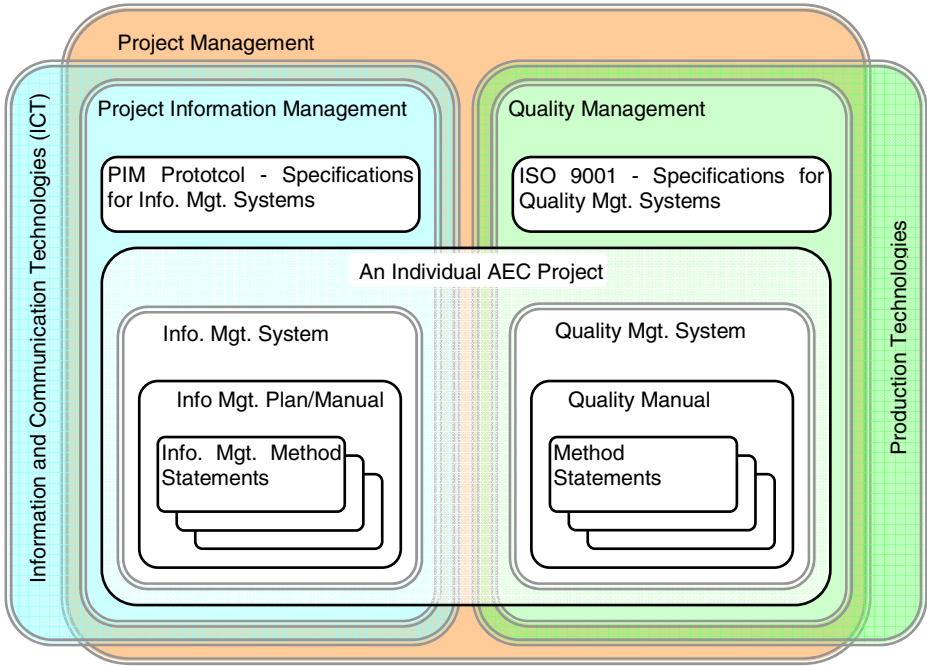 Project Management
Information and Communication Technologies (ICT)
Project Information Management
PIM Prototcol - Specifications
for Info. Mgt. Systems
Quality Management
ISO 9001 - Specifications for
Quality Mgt. Systems
Production Technologies
An Individual AEC Project
Info. Mgt. System
Info Mgt. Plan/Manual
Info. Mgt. Method
Statements
Quality Mgt. System
Quality Manual
Method
Statements